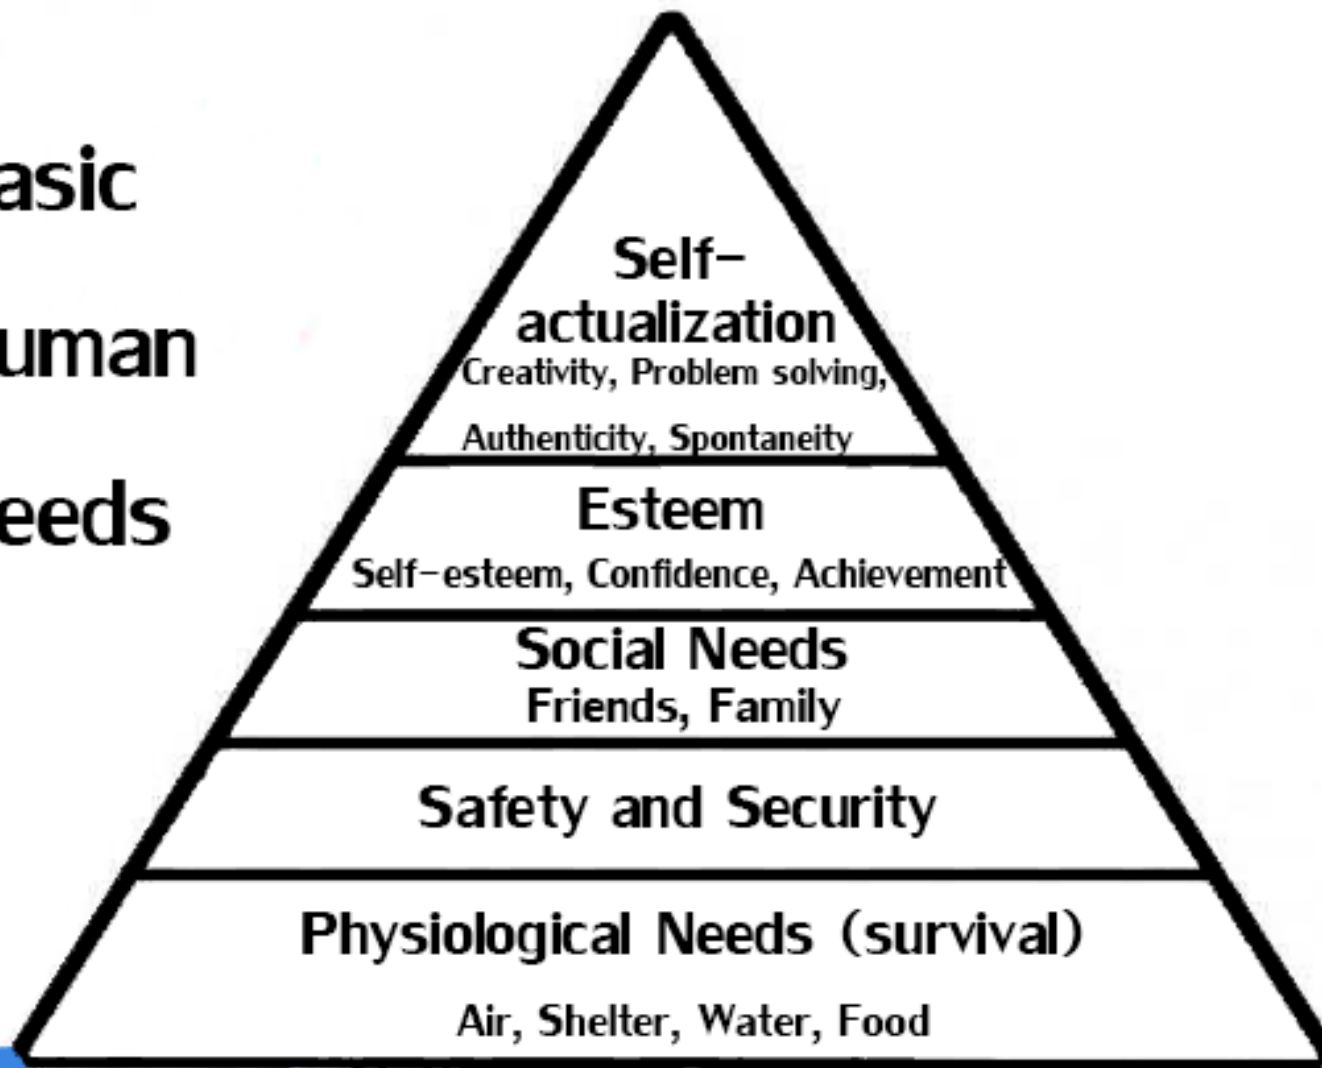 asic
uman
eeds
Self-
actualization
Creativity, Problem solving,
Authenticity, Spontaneity
Esteem
Self-esteem, Confidence, Achievement
Social Needs
Friends, Family
Safety and Security
Physiological Needs (survival)
Air, Shelter, Water, Food